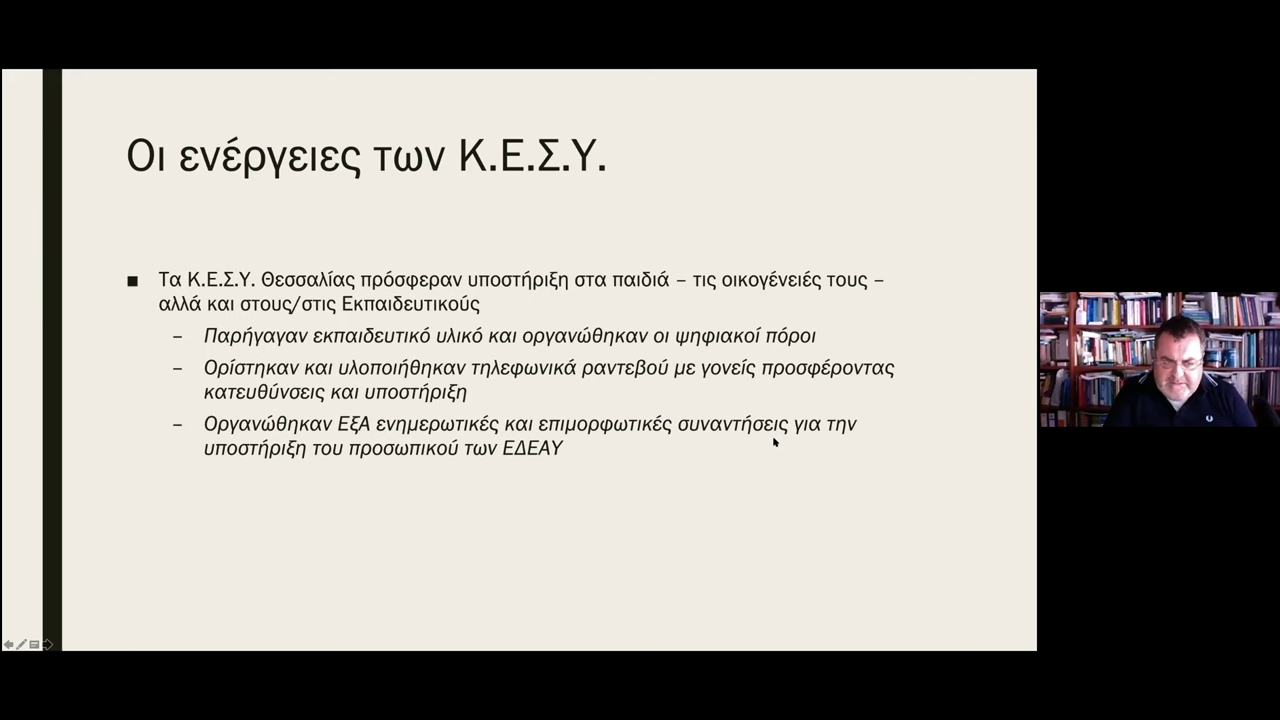 Οι ενέργειες των Κ.Ε.Σ.Υ.
■ Τα Κ.Ε.Σ.Υ. Θεσσαλίας πρόσφεραν υποστήριξη στα παιδιά – τις οικογένειές τους –
αλλά και στους/στις Εκπαιδευτικούς
– Παρήγαγαν εκπαιδευτικό υλικό και οργανώθηκαν οι ψηφιακοί πόροι
– Ορίστηκαν και υλοποιήθηκαν τηλεφωνικά ραντεβού με γονείς προσφέροντας
κατευθύνσεις και υποστήριξη
– Οργανώθηκαν ΕξΑ ενημερωτικές και επιμορφωτικές συναντήσεις για την
υποστήριξη του προσωπικού των ΕΔΕΑΥ